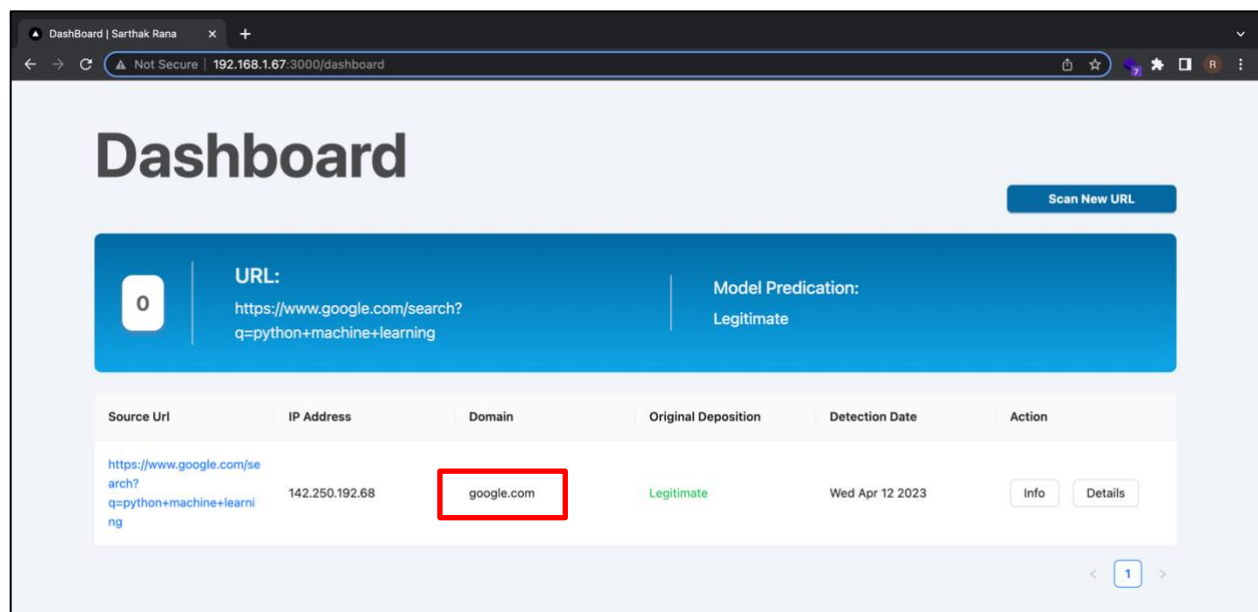 DashBoard | Sarthak Rana
Not Secure | 192.168.1.67:3000/dashboard
7
R
Dashboard
Scan New URL
0
URL:
https://www.google.com/search?
q=python+machine+learning
Model Predication:
Legitimate
Source Url IP Address Domain Original Deposition Detection Date Action
https://www.google.com/se
arch?
q=python+machine+learni
ng
142.250.192.68 google.com Legitimate Wed Apr 12 2023 Info Details
< 1 >